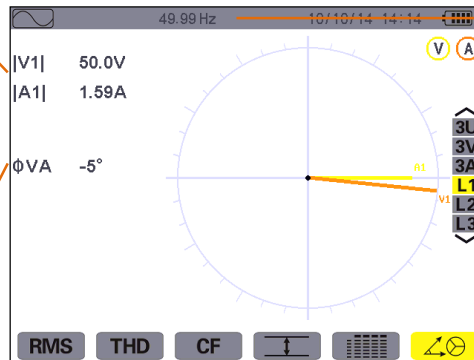 49.99 Hz 10/10/14 14:14
V A
|V1| 50.0V
|A1| 1.59A
ϕVA -5°
A1
V1
3U
3V
3A
L1
L2
L3
RMS THD CF